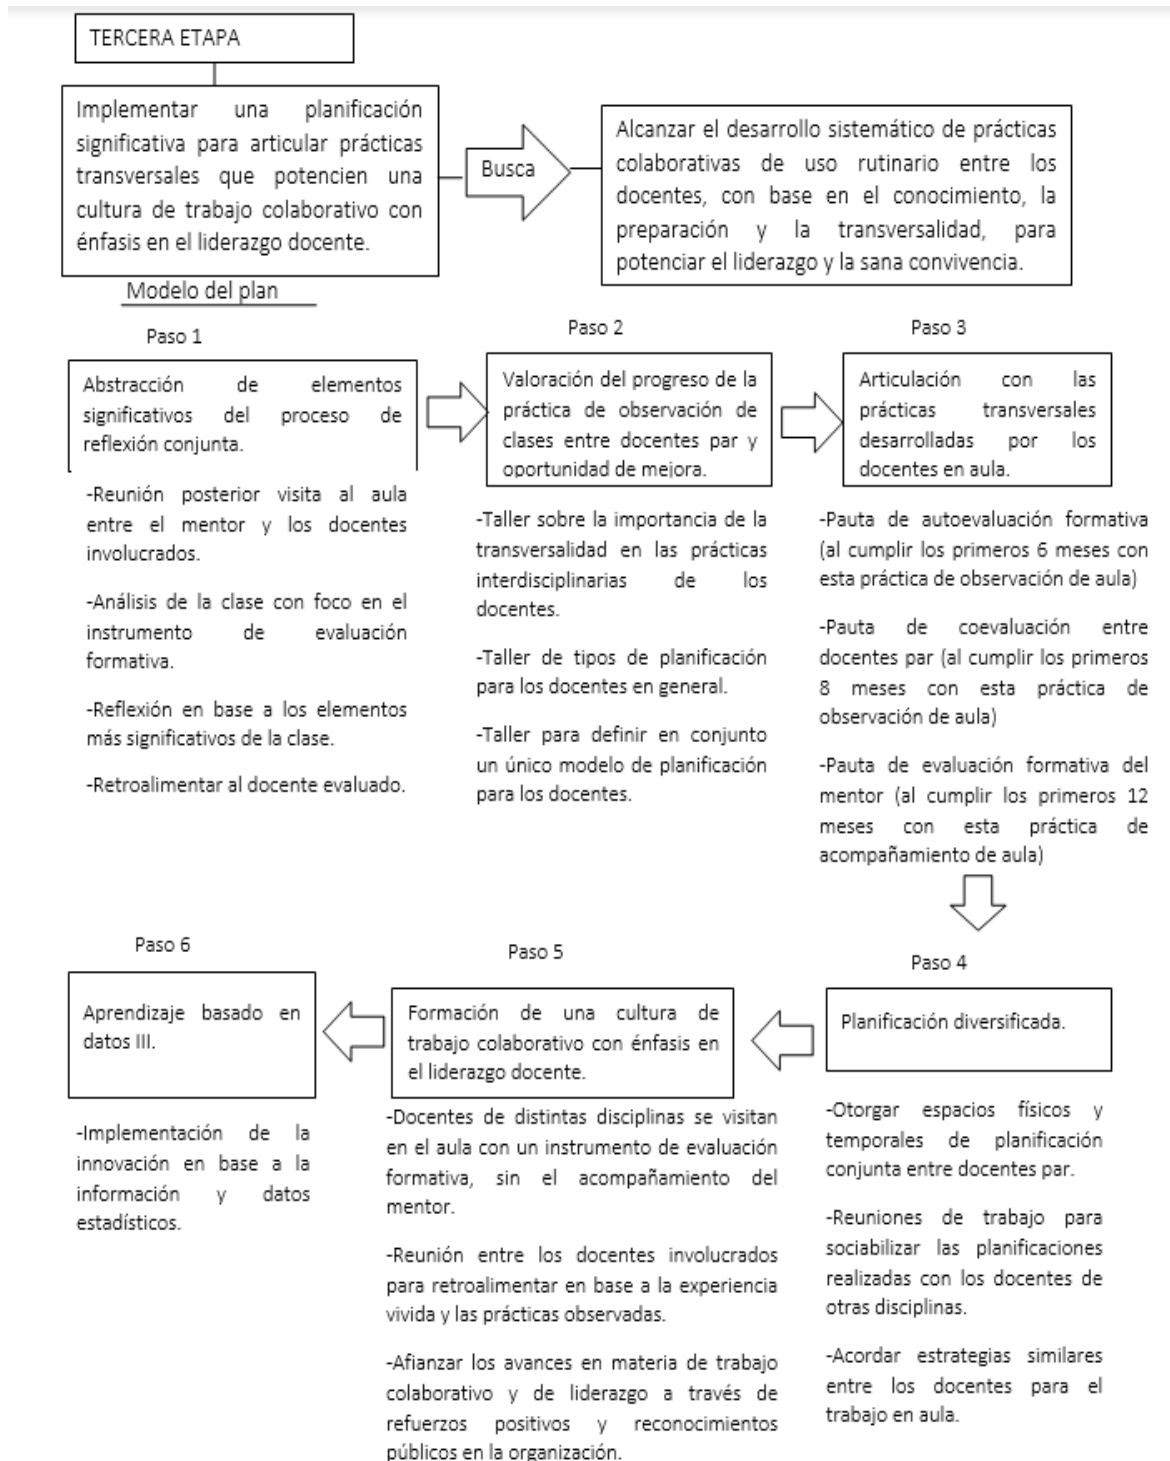 TERCERA ETAPA
Implementar una planificación
significativa para articular prácticas
transversales que potencien una
cultura de trabajo colaborativo con
énfasis en el liderazgo docente.
Busca
Alcanzar el desarrollo sistemático de prácticas
colaborativas de uso rutinario entre los
docentes, con base en el conocimiento, la
preparación y la transversalidad, para
potenciar el liderazgo y la sana convivencia.
Modelo del plan
Paso 1
Abstracción de elementos
significativos del proceso de
reflexión conjunta.
-Reunión posterior visita al aula
entre el mentor y los docentes
involucrados.
-Análisis de la clase con foco en el
instrumento de evaluación
formativa.
-Reflexión en base a los elementos
más significativos de la clase.
-Retroalimentar al docente evaluado.
Paso 2
Valoración del progreso de la
práctica de observación de
clases entre docentes par y
oportunidad de mejora.
-Taller sobre la importancia de la
transversalidad en las prácticas
interdisciplinarias de los
docentes.
-Taller de tipos de planificación
para los docentes en general.
-Taller para definir en conjunto
un único modelo de planificación
para los docentes.
Paso 3
Articulación con las
prácticas transversales
desarrolladas por los
docentes en aula.
-Pauta de autoevaluación formativa
(al cumplir los primeros 6 meses con
esta práctica de observación de aula)
-Pauta de coevaluación entre
docentes par (al cumplir los primeros
8 meses con esta práctica de
observación de aula)
-Pauta de evaluación formativa del
mentor (al cumplir los primeros 12
meses con esta práctica de
acompañamiento de aula)
Paso 4
Planificación diversificada.
-Otorgar espacios físicos y
temporales de planificación
conjunta entre docentes par.
-Reuniones de trabajo para
sociabilizar las planificaciones
realizadas con los docentes de
otras disciplinas.
-Acordar estrategias similares
entre los docentes para el
trabajo en aula.
Paso 5
Formación de una cultura de
trabajo colaborativo con énfasis en
el liderazgo docente.
-Docentes de distintas disciplinas se visitan
en el aula con un instrumento de evaluación
formativa, sin el acompañamiento del
mentor.
-Reunión entre los docentes involucrados
para retroalimentar en base a la experiencia
vivida y las prácticas observadas.
-Afianzar los avances en materia de trabajo
colaborativo y de liderazgo a través de
refuerzos positivos y reconocimientos
públicos en la organización.
Paso 6
Aprendizaje basado en
datos III.
-Implementación de la
innovación en base a la
información y datos
estadísticos.